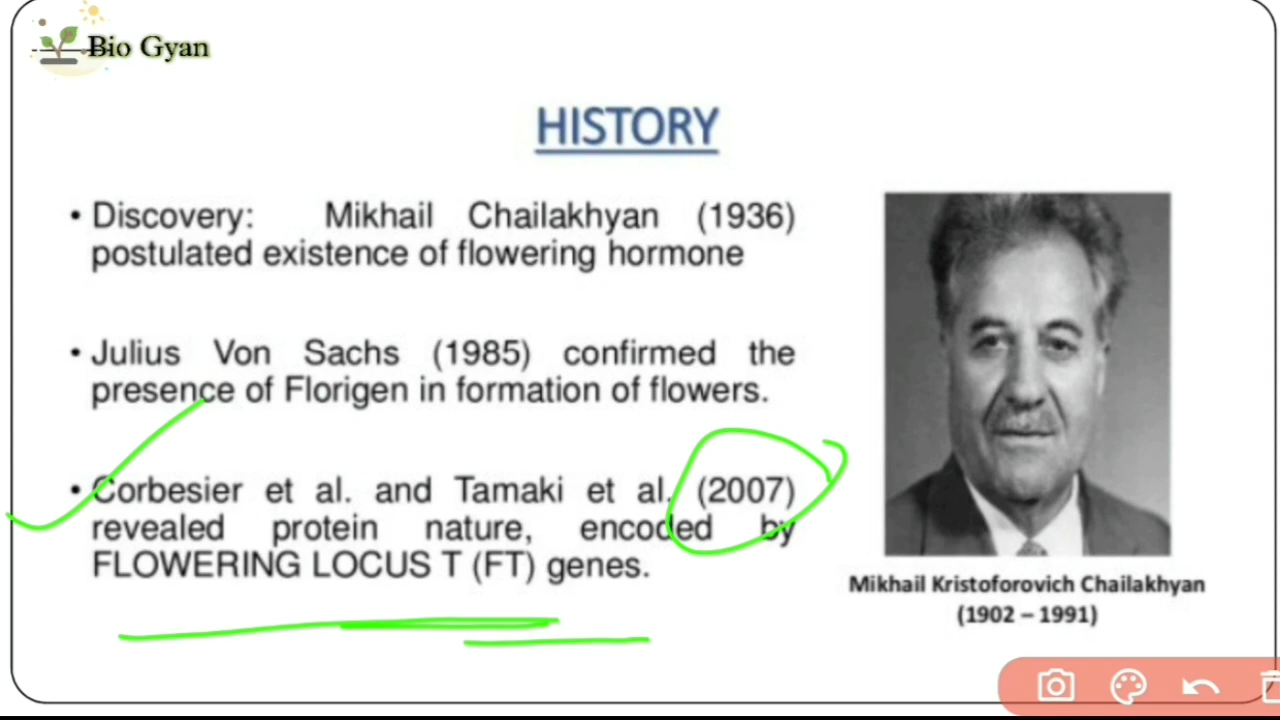 Bio Gyan
HISTORY
• Discovery: Mikhail Chailakhyan (1936)
postulated existence of flowering hormone
• Julius Von Sachs (1985) confirmed the
presence of Florigen in formation of flowers.
• Corbesier et al. and Tamaki et al. (2007)
revealed protein nature, encoded by
FLOWERING LOCUS T (FT) genes.
Mikhail Kristoforovich Chailakhyan
(1902 – 1991)